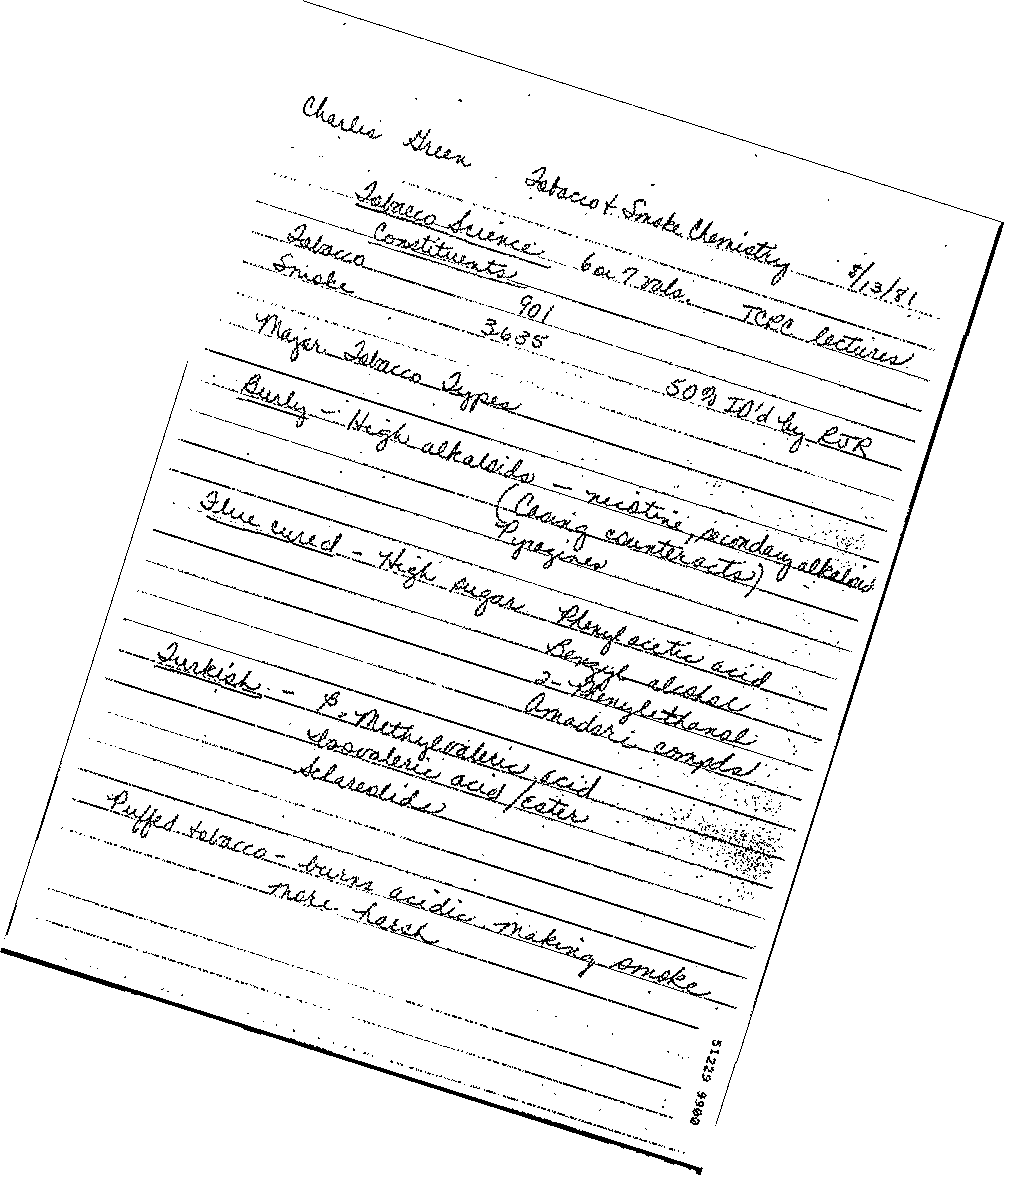 Charlie Green Tobacco & Smoke Chemistry 8/13/81
Tobacco Science 6 or 7 vols. TCRC lectures
Constituents
Tobacco 901
Smoke 3635 50% ID'd by RJR
Major Tobacco Types
Burly - High alkaloids - nicotine, secondary alkaloids
(Casing counteracts)
Pyrazines
Flue cured - High sugar Phenyl acetic acid
Benzyl alcohol
2-Phenylethanol
Amadori compds
Turkish - β-Methylvaleric acid
Isovaleric acid/ester
Sclareolide
Puffed tobacco - burns acidic making smoke
more harsh
51229 9900